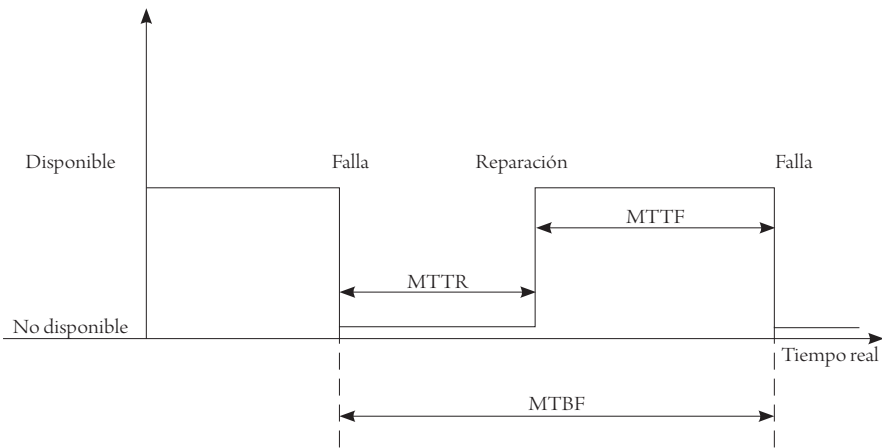 Disponible
Falla
Reparación
Falla
MTTF
MTTR
No disponible
Tiempo real
MTBF